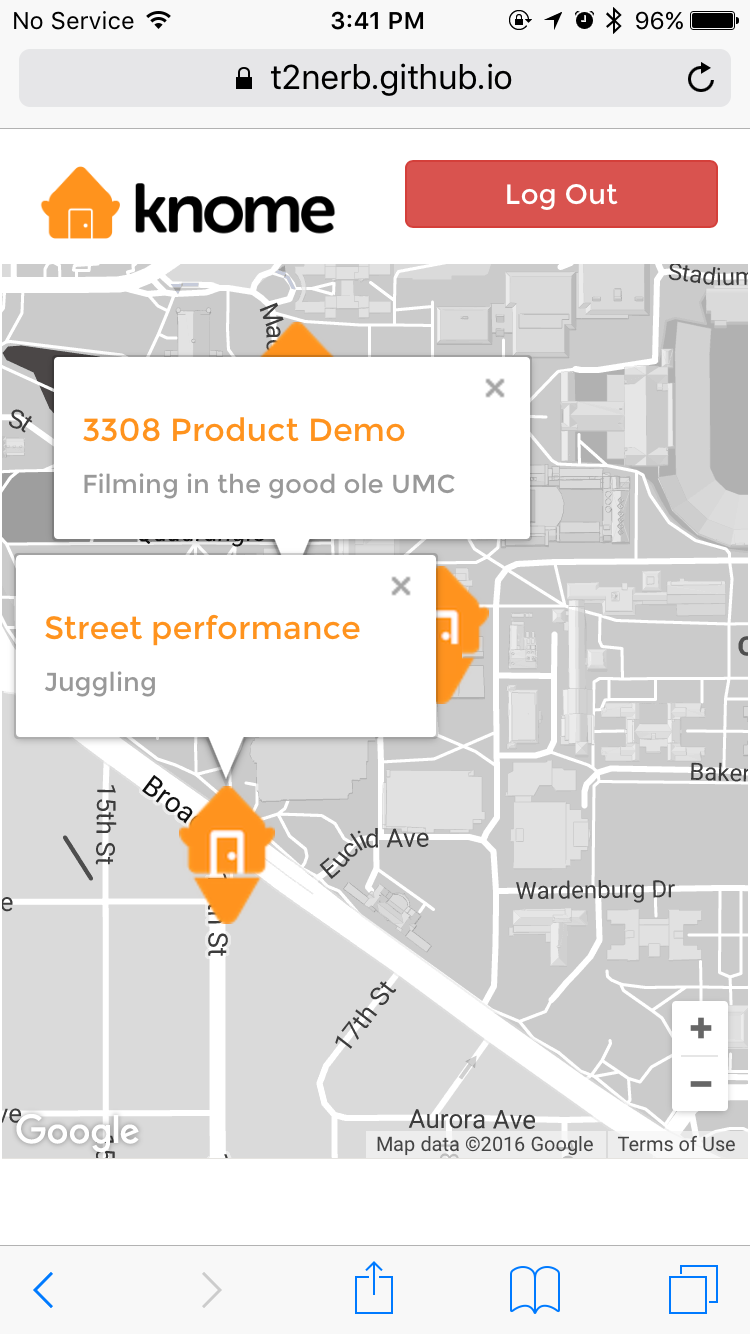 No Service
3:41 PM
96%
t2nerb.github.io
knome
Log Out
Stadium
St
3308 Product Demo
Filming in the good ole UMC
Street performance
Juggling
Baker
15th St
Broa
Euclid Ave
Wardenburg Dr
St
17th St
Aurora Ave
Google
Map data ©2016 Google
Terms of Use